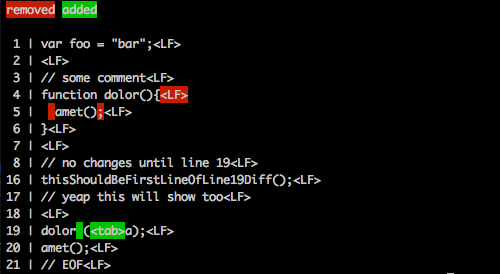 removed added
1 | var foo = "bar";<LF>
2 | <LF>
3 | // some comment<LF>
4 | function dolor(){<LF>
5 |  amet();<LF>
6 | }<LF>
7 | <LF>
8 | // no changes until line 19<LF>
16 | thisShouldBeFirstLineOfLine19Diff();<LF>
17 | // yeap this will show too<LF>
18 | <LF>
19 | dolor (<tab>a);<LF>
20 | amet();<LF>
21 | // EOF<LF>